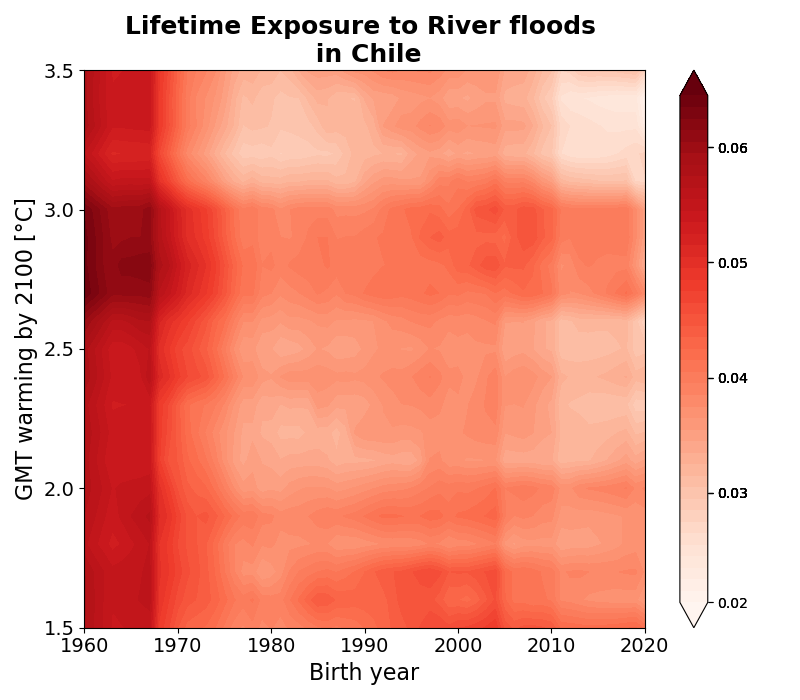 Lifetime Exposure to River floods
in Chile
3.5
3.0
2.5
2.0
1.5
GMT warming by 2100 [°C]
1960 1970 1980 1990 2000 2010 2020
Birth year
0.06
0.05
0.04
0.03
0.02